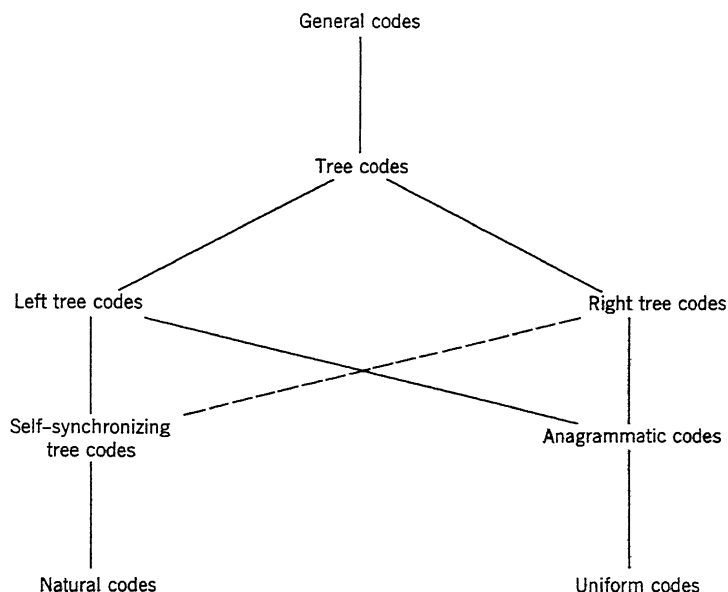 General codes
Tree codes
Left tree codes
Right tree codes
Self-synchronizing
tree codes
Anagrammatic codes
Natural codes
Uniform codes